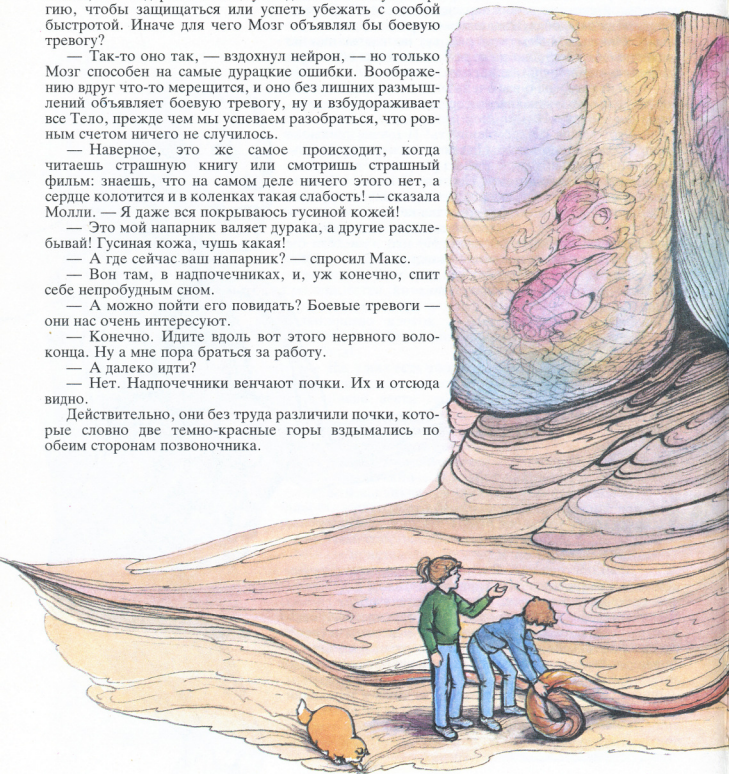 гию, чтобы защищаться или успеть убежать с особой
быстротой. Иначе для чего Мозг объявлял бы боевую
тревогу?
— Так-то оно так, — вздохнул нейрон, — но только
Мозг способен на самые дурацкие ошибки. Воображе-
нию вдруг что-то мерещится, и оно без лишних размыш-
лений объявляет боевую тревогу, ну и взбудораживает
все Тело, прежде чем мы успеваем разобраться, что ров-
ным счетом ничего не случилось.
— Наверное, это же самое происходит, когда
читаешь страшную книгу или смотришь страшный
фильм: знаешь, что на самом деле ничего этого нет, а
сердце колотится и в коленках такая слабость! — сказала
Молли. — Я даже вся покрываюсь гусиной кожей!
— Это мой напарник валяет дурака, а другие расхле-
бывай! Гусиная кожа, чушь какая!
— А где сейчас ваш напарник? — спросил Макс.
— Вон там, в надпочечниках, и, уж конечно, спит
себе непробудным сном.
— А можно пойти его повидать? Боевые тревоги —
они нас очень интересуют.
— Конечно. Идите вдоль вот этого нервного воло-
конца. Ну а мне пора браться за работу.
— А далеко идти?
— Нет. Надпочечники венчают почки. Их и отсюда
видно.
Действительно, они без труда различили почки, кото-
рые словно две темно-красные горы вздымались по
обеим сторонам позвоночника.